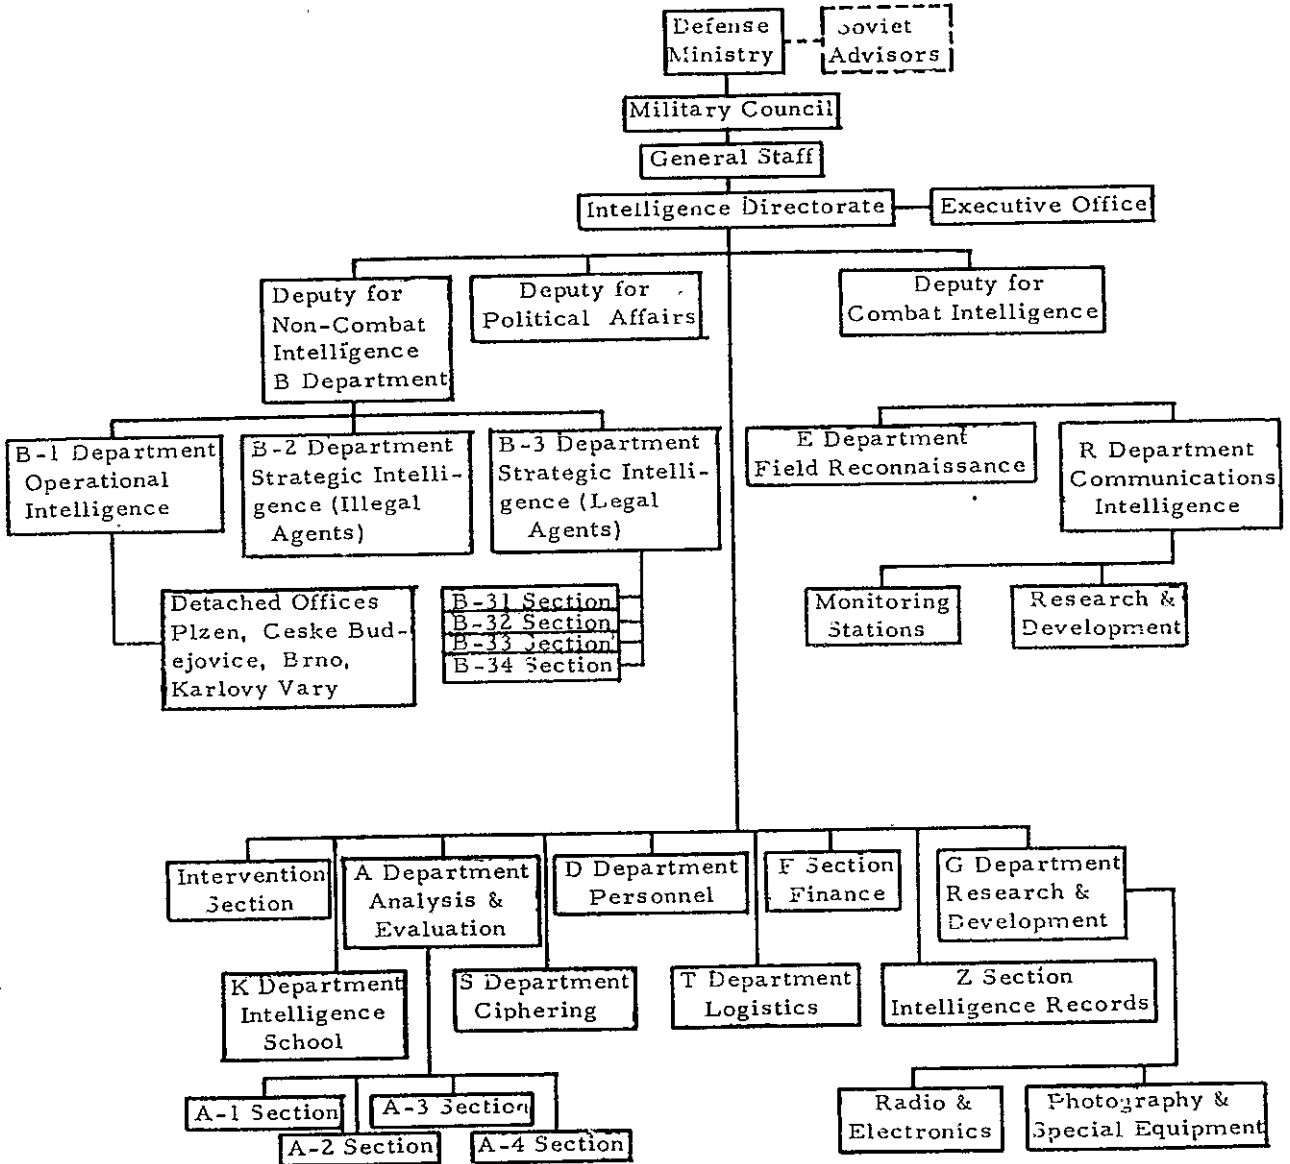 Defense
Ministry
Soviet
Advisors
Military Council
General Staff
Intelligence Directorate
Executive Office
Deputy for
Non-Combat
Intelligence
B Department
Deputy for
Political Affairs
Deputy for
Combat Intelligence
B-1 Department
Operational
Intelligence
B-2 Department
Strategic Intelli-
gence (Illegal
Agents)
B-3 Department
Strategic Intelli-
gence (Legal
Agents)
E Department
Field Reconnaissance
R Department
Communications
Intelligence
Detached Offices
Plzen, Ceske Bud-
ejovice, Brno,
Karlovy Vary
B-31 Section
B-32 Section
B-33 Section
B-34 Section
Monitoring
Stations
Research &
Development
Intervention
Section
A Department
Analysis &
Evaluation
D Department
Personnel
F Section
Finance
G Department
Research &
Development
K Department
Intelligence
School
S Department
Ciphering
T Department
Logistics
Z Section
Intelligence Records
A-1 Section
A-2 Section
A-3 Section
A-4 Section
Radio &
Electronics
Photography &
Special Equipment